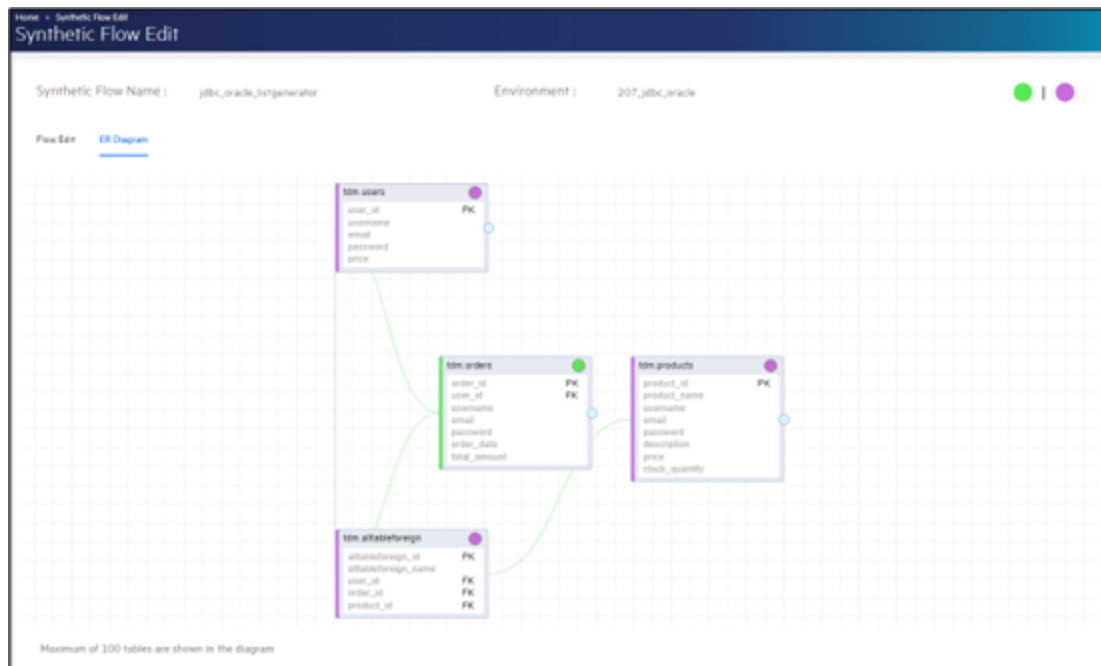 Home > Synthetic Flow Edit
Synthetic Flow Edit
Synthetic Flow Name :
jdbc_oracle_listgenerator
Environment :
207_jdbc_oracle
|
Flow Edit
ER Diagram
tdm.users
user_id PK
username
email
password
price
tdm.orders
order_id PK
user_id FK
username
email
password
order_date
total_amount
tdm.products
product_id PK
product_name
username
email
password
description
price
stock_quantity
tdm.alltableforeign
alltableforeign_id PK
alltableforeign_name
user_id FK
order_id FK
product_id FK
Maximum of 100 tables are shown in the diagram